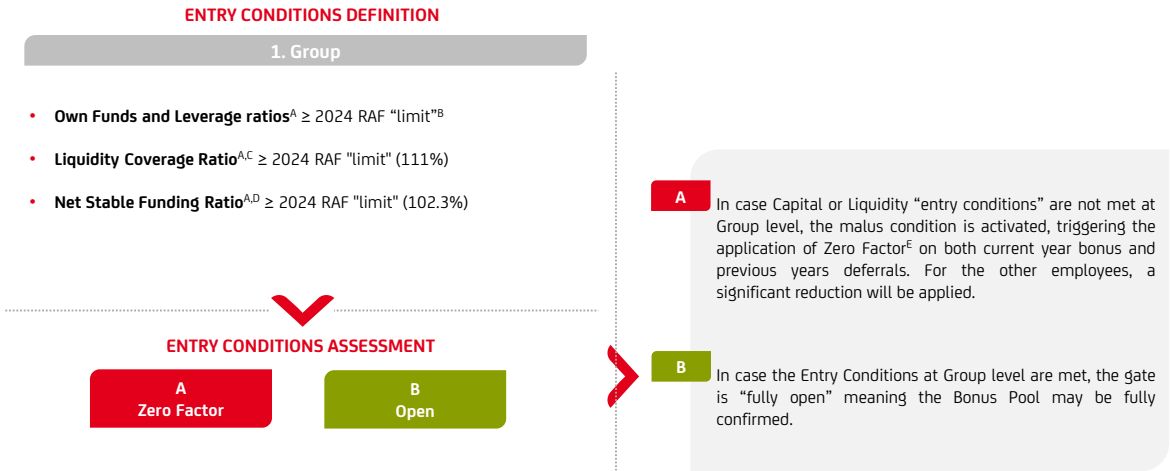 ENTRY CONDITIONS DEFINITION
1. Group
• Own Funds and Leverage ratiosᴬ ≥ 2024 RAF “limit”ᴮ
• Liquidity Coverage Ratioᴬ,ᶜ ≥ 2024 RAF "limit" (111%)
• Net Stable Funding Ratioᴬ,ᴰ ≥ 2024 RAF "limit" (102.3%)
ENTRY CONDITIONS ASSESSMENT
A
Zero Factor
B
Open
A
In case Capital or Liquidity “entry conditions” are not met at
Group level, the malus condition is activated, triggering the
application of Zero Factorᴱ on both current year bonus and
previous years deferrals. For the other employees, a
significant reduction will be applied.
B
In case the Entry Conditions at Group level are met, the gate
is “fully open” meaning the Bonus Pool may be fully
confirmed.